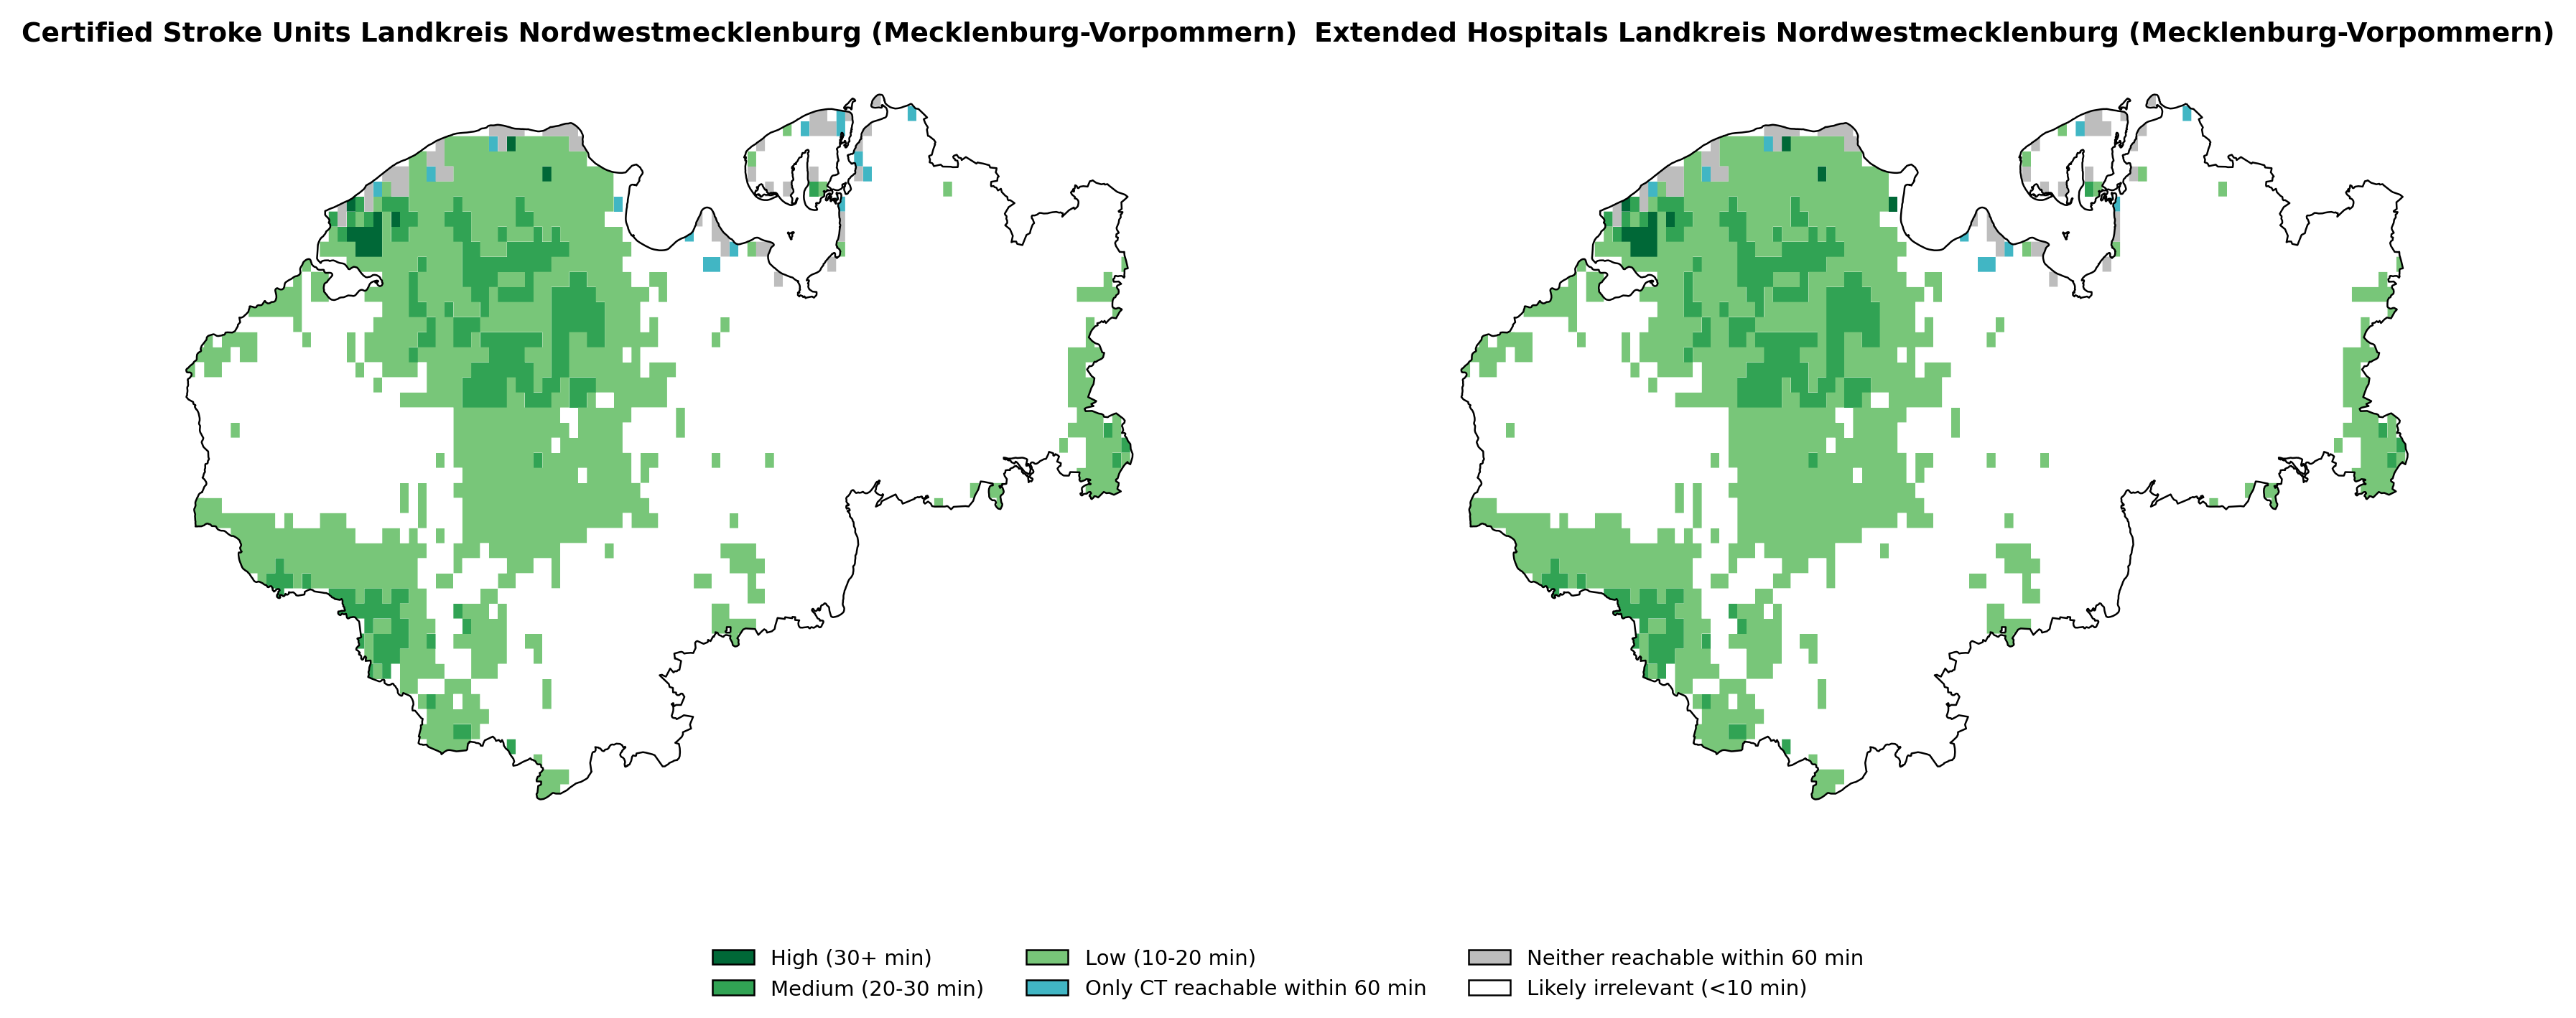 Certified Stroke Units Landkreis Nordwestmecklenburg (Mecklenburg-Vorpommern)
Extended Hospitals Landkreis Nordwestmecklenburg (Mecklenburg-Vorpommern)
High (30+ min)
Medium (20-30 min)
Low (10-20 min)
Only CT reachable within 60 min
Neither reachable within 60 min
Likely irrelevant (<10 min)